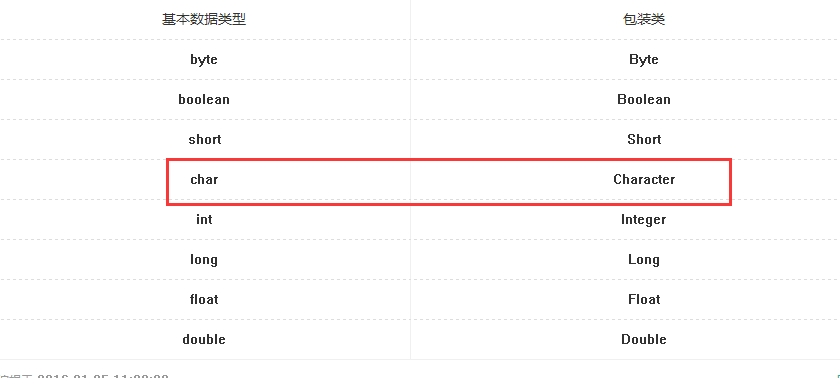 基本数据类型 包装类
byte Byte
boolean Boolean
short Short
char Character
int Integer
long Long
float Float
double Double